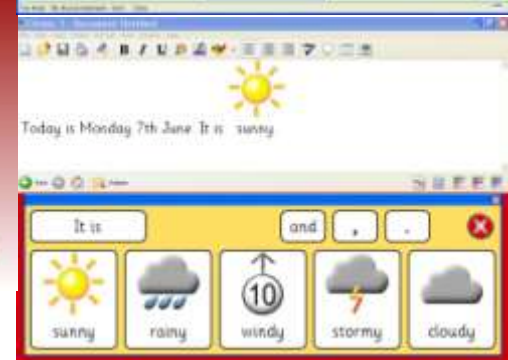 Today is Monday 7th June It is sunny
It is and , .
10
sunny rainy windy stormy cloudy